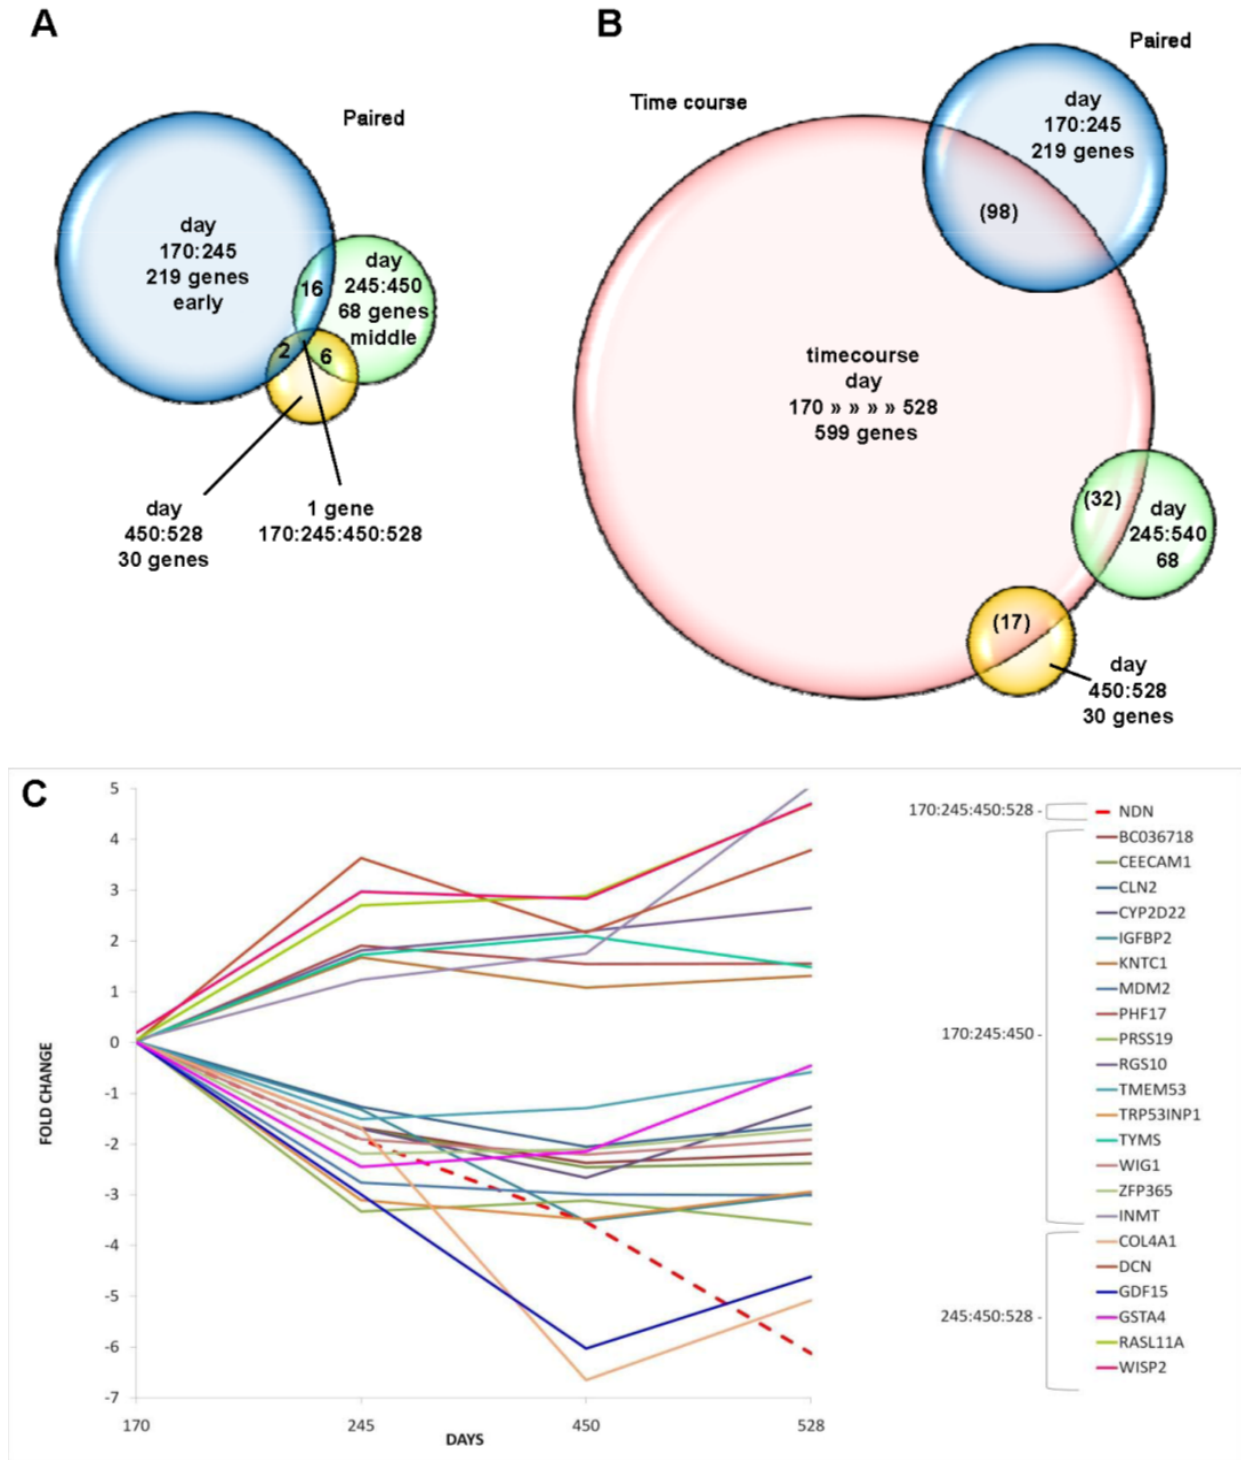 A
Paired
day
170:245
219 genes
early
16
day
245:450
68 genes
middle
2
6
day
450:528
30 genes
1 gene
170:245:450:528
B
Paired
Time course
day
170:245
219 genes
(98)
timecourse
day
170 » » » » 528
599 genes
(32)
day
245:540
68
(17)
day
450:528
30 genes
C
5
4
3
2
1
0
-1
-2
-3
-4
-5
-6
-7
FOLD CHANGE
170
245
450
528
DAYS
170:245:450:528 -
NDN
170:245:450 -
BC036718
CEECAM1
CLN2
CYP2D22
IGFBP2
KNTC1
MDM2
PHF17
PRSS19
RGS10
TMEM53
TRP53INP1
TYMS
WIG1
ZFP365
INMT
245:450:528 -
COL4A1
DCN
GDF15
GSTA4
RASL11A
WISP2